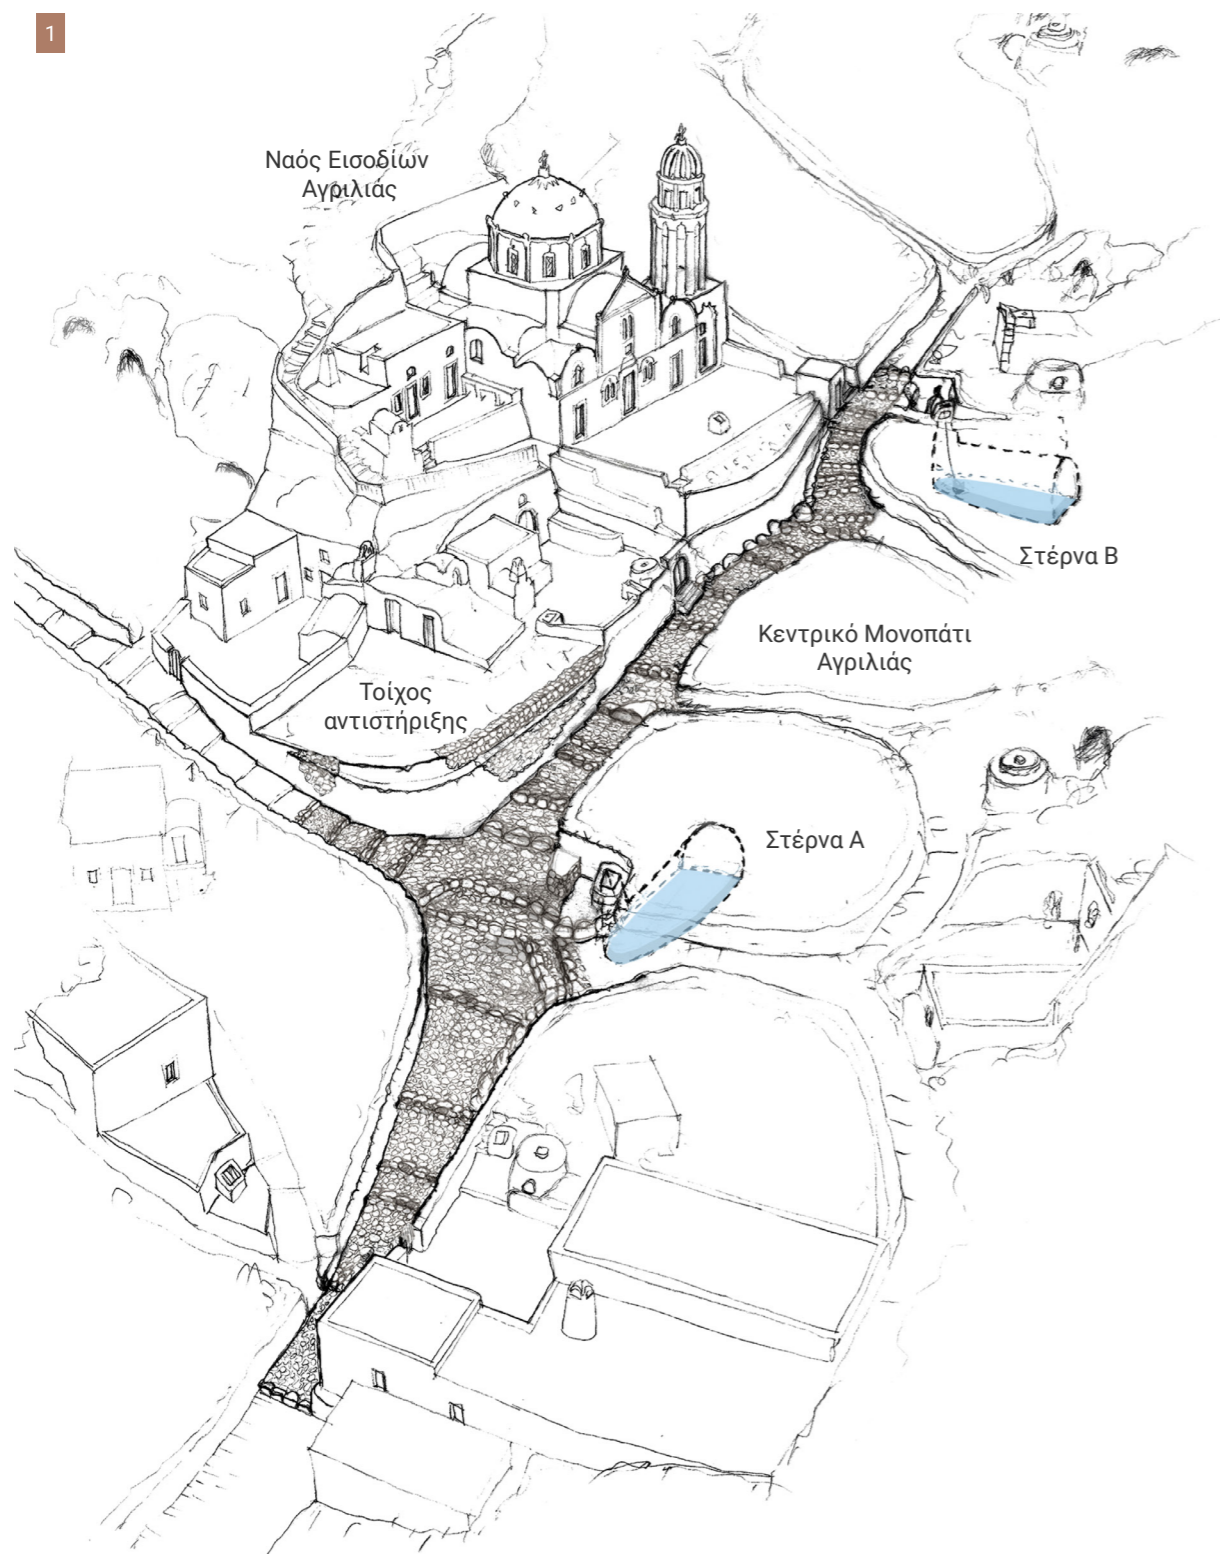 1
Ναός Εισοδίων
Αγριλιάς
Στέρνα Β
Κεντρικό Μονοπάτι
Αγριλιάς
Τοίχος
αντιστήριξης
Στέρνα Α